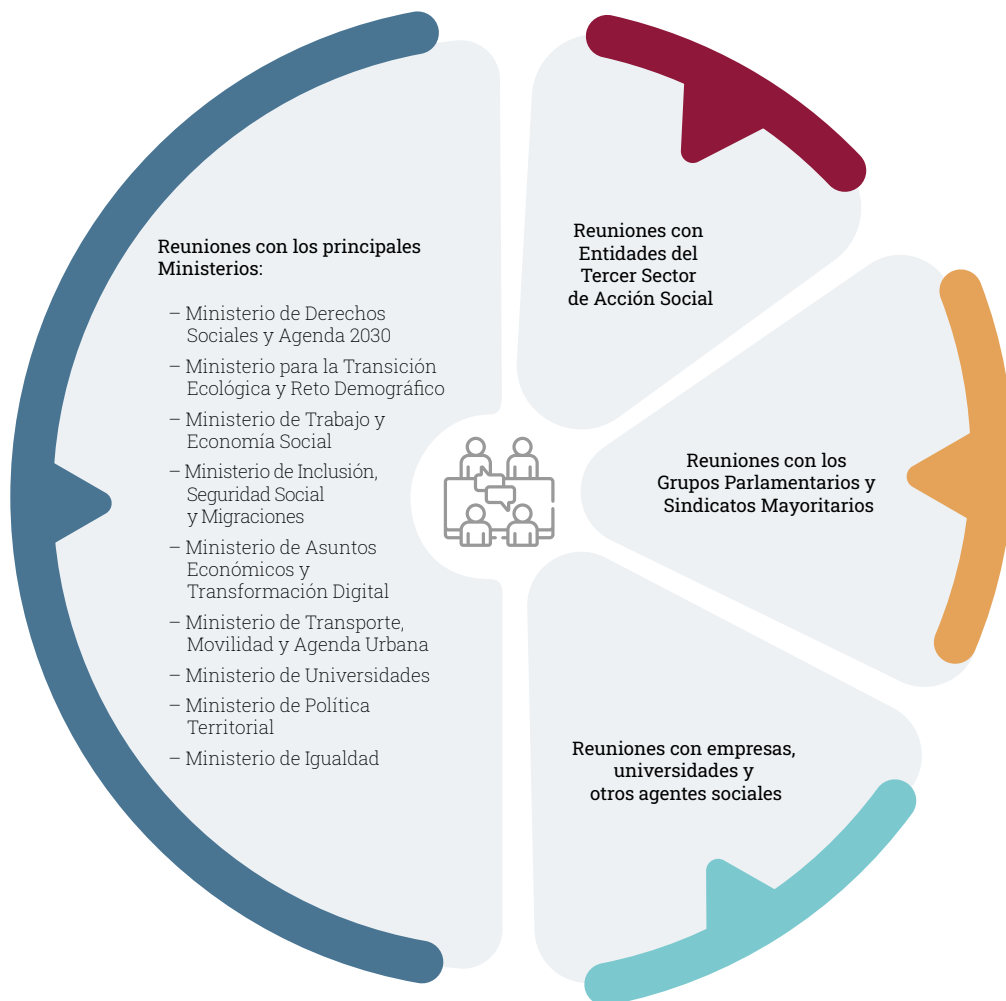 Reuniones con los principales
Ministerios:
– Ministerio de Derechos
Sociales y Agenda 2030
– Ministerio para la Transición
Ecológica y Reto Demográfico
– Ministerio de Trabajo y
Economía Social
– Ministerio de Inclusión,
Seguridad Social
y Migraciones
– Ministerio de Asuntos
Económicos y
Transformación Digital
– Ministerio de Transporte,
Movilidad y Agenda Urbana
– Ministerio de Universidades
– Ministerio de Política
Territorial
– Ministerio de Igualdad
Reuniones con
Entidades del
Tercer Sector
de Acción Social
Reuniones con los
Grupos Parlamentarios y
Sindicatos Mayoritarios
Reuniones con empresas,
universidades y
otros agentes sociales